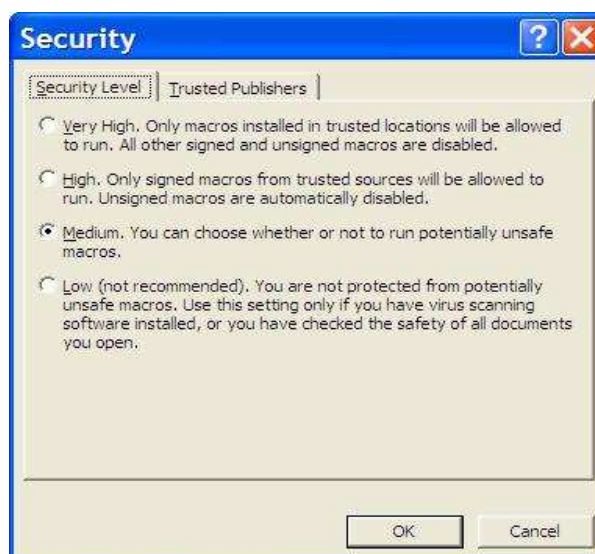 Security
?
Security Level Trusted Publishers
Very High. Only macros installed in trusted locations will be allowed
to run. All other signed and unsigned macros are disabled.
High. Only signed macros from trusted sources will be allowed to
run. Unsigned macros are automatically disabled.
Medium. You can choose whether or not to run potentially unsafe
macros.
Low (not recommended). You are not protected from potentially
unsafe macros. Use this setting only if you have virus scanning
software installed, or you have checked the safety of all documents
you open.
OK Cancel